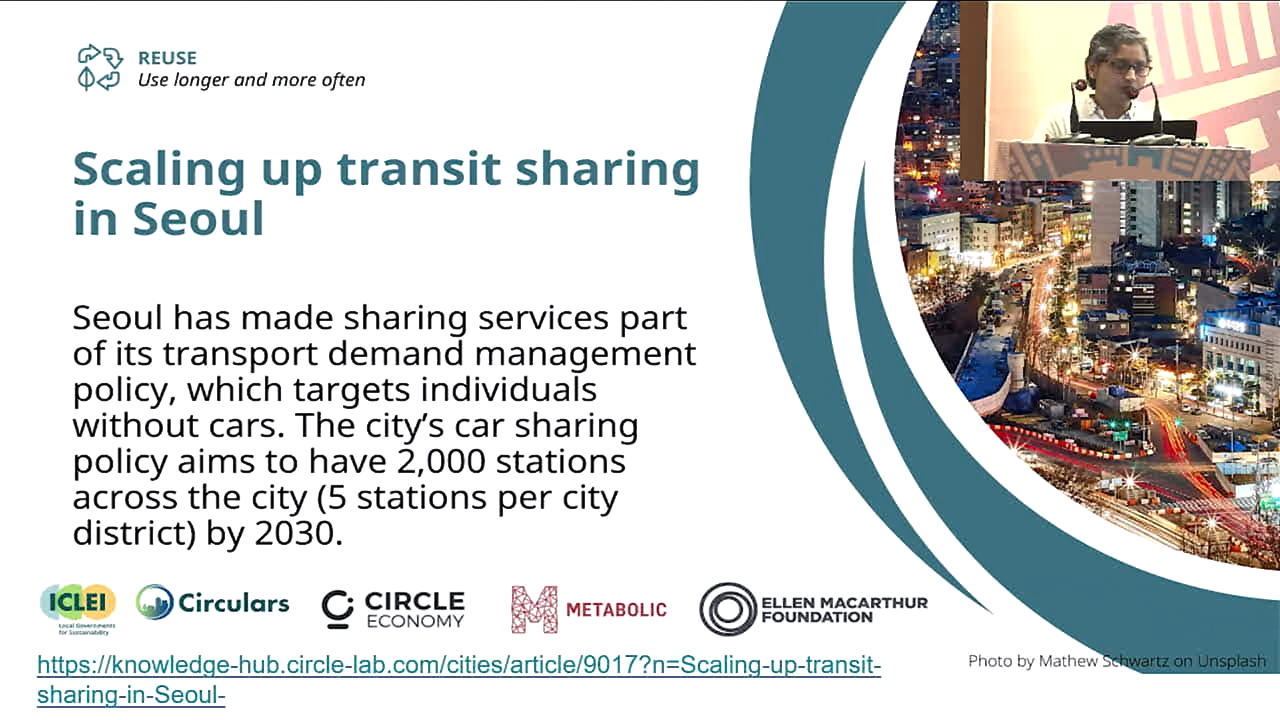 REUSE
Use longer and more often
Scaling up transit sharing
in Seoul
Seoul has made sharing services part
of its transport demand management
policy, which targets individuals
without cars. The city’s car sharing
policy aims to have 2,000 stations
across the city (5 stations per city
district) by 2030.
ICLEI
Local Governments
for Sustainability
Circulars
CIRCLE
ECONOMY
METABOLIC
ELLEN MACARTHUR
FOUNDATION
https://knowledge-hub.circle-lab.com/cities/article/9017?n=Scaling-up-transit-
sharing-in-Seoul-
Photo by Mathew Schwartz on Unsplash